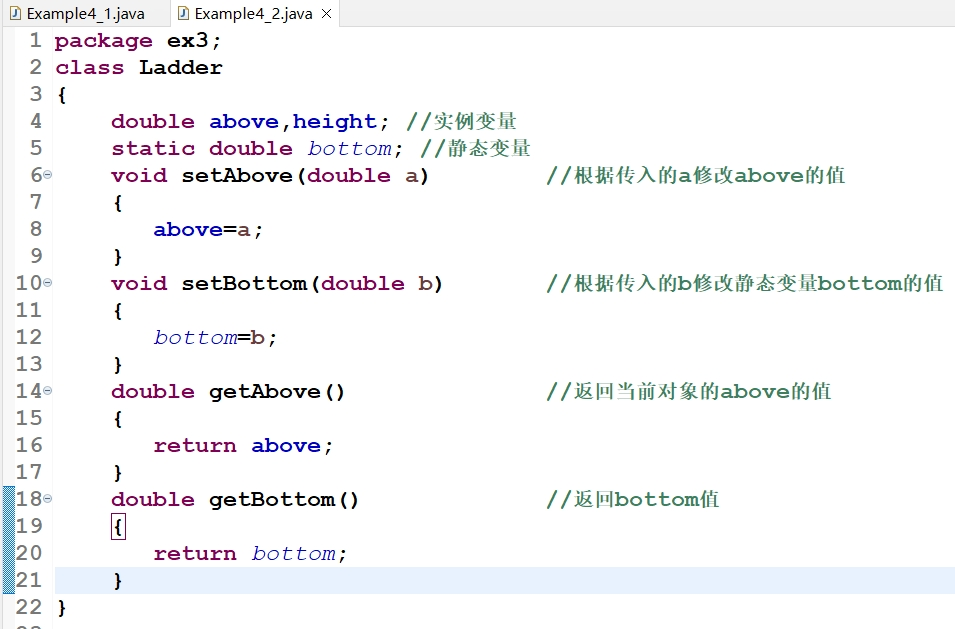 Example4_1.java Example4_2.java
1 package ex3;
2 class Ladder
3 {
4 double above,height; //实例变量
5 static double bottom; //静态变量
6 void setAbove(double a) //根据传入的a修改above的值
7 {
8 above=a;
9 }
10 void setBottom(double b) //根据传入的b修改静态变量bottom的值
11 {
12 bottom=b;
13 }
14 double getAbove() //返回当前对象的above的值
15 {
16 return above;
17 }
18 double getBottom() //返回bottom值
19 {
20 return bottom;
21 }
22 }